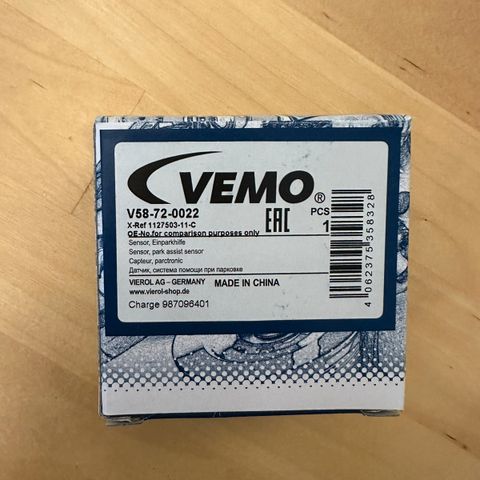 VEMO®
V58-72-0022
X-Ref 1127503-11-C
OE-No.for comparison purposes only
EAC
PCS
1
Sensor, Einparkhilfe
Sensor, park assist sensor
Capteur, parctronic
Датчик, система помощи при парковке
VIEROL AG – GERMANY
www.vierol-shop.de
MADE IN CHINA
Charge 987096401
4 062375 358328